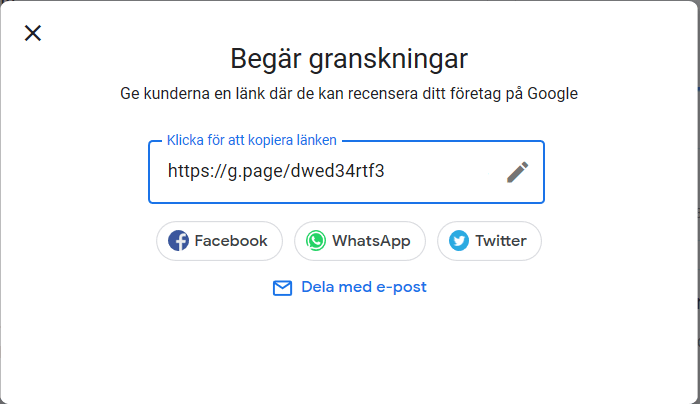 Begär granskningar
Ge kunderna en länk där de kan recensera ditt företag på Google
Klicka för att kopiera länken
https://g.page/dwed34rtf3
Facebook
WhatsApp
Twitter
Dela med e-post